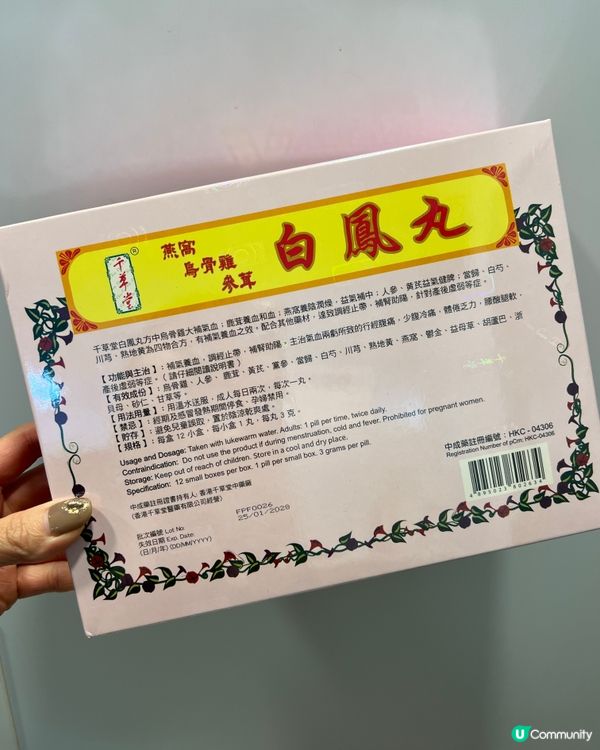 千草堂®
燕窩
烏骨雞
參茸
白鳳丸
千草堂白鳳丸方中烏骨雞大補氣血；鹿茸養血和血；燕窩養陰潤燥，益氣補中；人參、黃芪益氣健脾；當歸、白芍、
川芎、熟地黃為四物合方，有補氣養血之效，配合其他藥材，達致調經止帶，補腎助陽，針對產後虛弱等症。
【功能與主治】：補氣養血，調經止帶，補腎助陽，主治氣血兩虧所致的行經腹痛，少腹冷痛，體倦乏力，腰酸腿軟，
產後虛弱等症。（請仔細閱讀說明書）
【有效成份】：烏骨雞、人參、鹿茸、黃芪、黨參、當歸、白芍、川芎、熟地黃、燕窩、鬱金、益母草、胡蘆巴、浙
貝母、砂仁、甘草等。
【用法用量】：用溫水送服，成人每日兩次，每次一丸。
【禁忌】：經期及感冒發熱期間停食，孕婦禁用。
【貯存】：避免兒童誤取，置於陰涼乾爽處。
【規格】：每盒 12 小盒，每小盒 1 丸，每丸 3 克。
Usage and Dosage: Taken with lukewarm water. Adults: 1 pill per time, twice daily.
Contraindication: Do not use the product if during menstruation, cold and fever. Prohibited for pregnant women.
Storage: Keep out of reach of children. Store in a cool and dry place.
Specification: 12 small boxes per box. 1 pill per small box. 3 grams per pill.
中成藥註冊證書持有人: 香港千草堂中藥廠
(香港千草堂醫藥有限公司經營)
中成藥註冊編號：HKC - 04306
Registration Number of pCm: HKC-04306
4 895023 802634
批次編號 Lot No: FPF0026
失效日期 Exp. Date: 25/01/2028
(日/月/年) (DD/MM/YYYY)
U Community